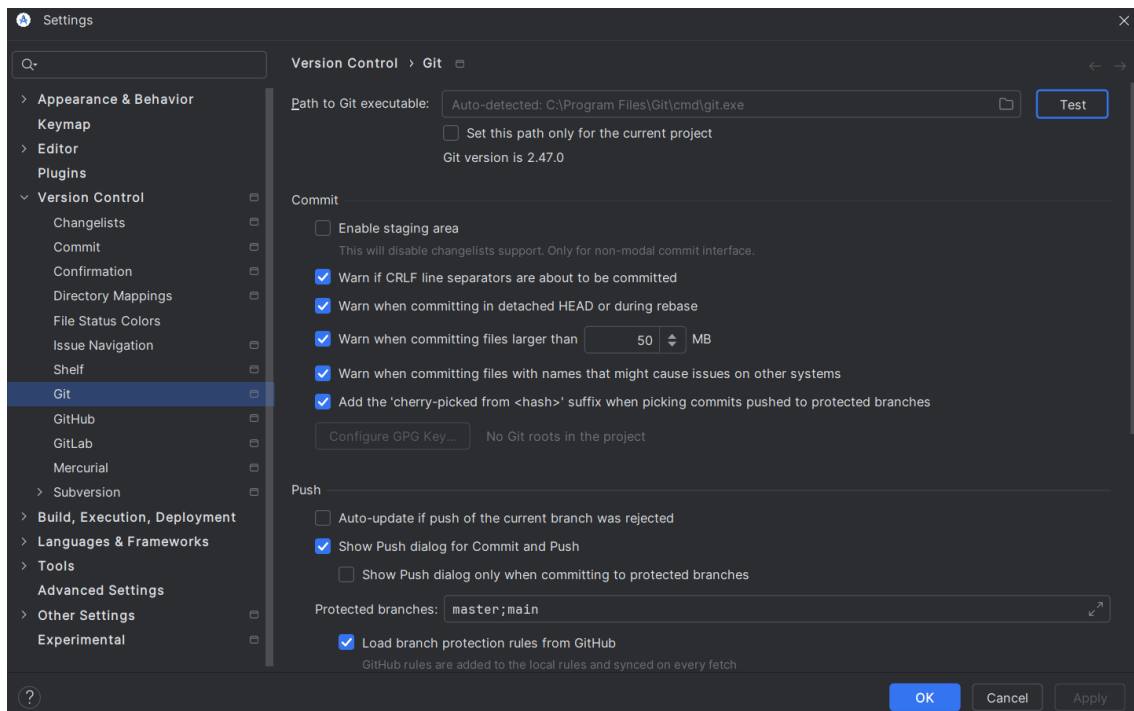 Settings
Appearance & Behavior
Keymap
Editor
Plugins
Version Control
Changelists
Commit
Confirmation
Directory Mappings
File Status Colors
Issue Navigation
Shelf
Git
GitHub
GitLab
Mercurial
Subversion
Build, Execution, Deployment
Languages & Frameworks
Tools
Advanced Settings
Other Settings
Experimental
Version Control › Git
Path to Git executable: Auto-detected: C:\Program Files\Git\cmd\git.exe Test
Set this path only for the current project
Git version is 2.47.0
Commit
Enable staging area
This will disable changelists support. Only for non-modal commit interface.
Warn if CRLF line separators are about to be committed
Warn when committing in detached HEAD or during rebase
Warn when committing files larger than 50 MB
Warn when committing files with names that might cause issues on other systems
Add the 'cherry-picked from <hash>' suffix when picking commits pushed to protected branches
Configure GPG Key... No Git roots in the project
Push
Auto-update if push of the current branch was rejected
Show Push dialog for Commit and Push
Show Push dialog only when committing to protected branches
Protected branches: master;main
Load branch protection rules from GitHub
GitHub rules are added to the local rules and synced on every fetch
? OK Cancel Apply